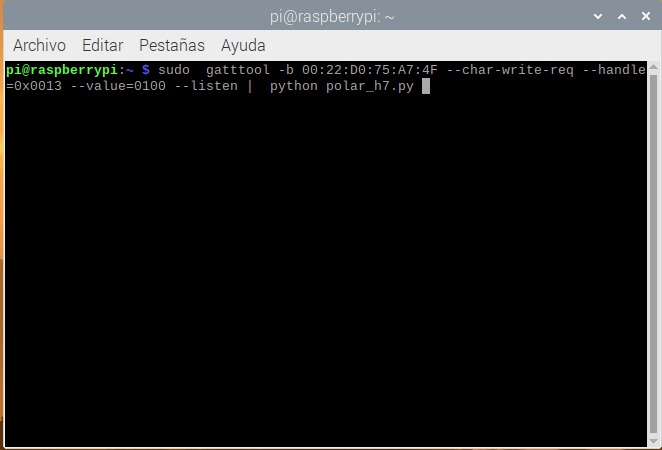 pi@raspberrypi: ~
Archivo Editar Pestañas Ayuda
pi@raspberrypi:~ $ sudo  gatttool -b 00:22:D0:75:A7:4F --char-write-req --handle
=0x0013 --value=0100 --listen |  python polar_h7.py